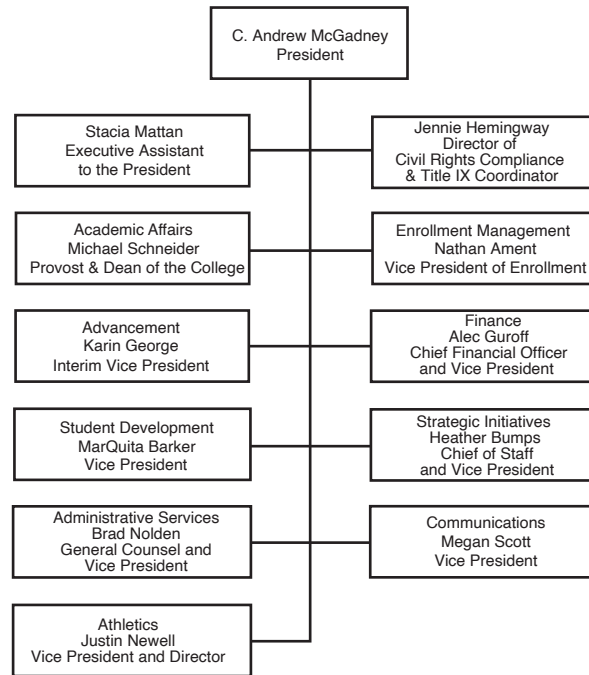 C. Andrew McGadney
President
Stacia Mattan
Executive Assistant
to the President
Jennie Hemingway
Director of
Civil Rights Compliance
& Title IX Coordinator
Academic Affairs
Michael Schneider
Provost & Dean of the College
Enrollment Management
Nathan Ament
Vice President of Enrollment
Advancement
Karin George
Interim Vice President
Finance
Alec Guroff
Chief Financial Officer
and Vice President
Student Development
MarQuita Barker
Vice President
Strategic Initiatives
Heather Bumps
Chief of Staff
and Vice President
Administrative Services
Brad Nolden
General Counsel and
Vice President
Communications
Megan Scott
Vice President
Athletics
Justin Newell
Vice President and Director